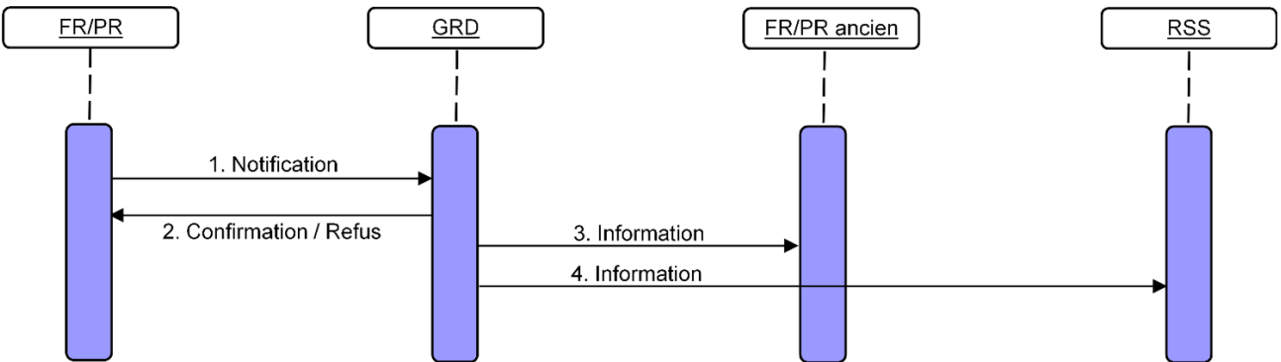 FR/PR
GRD
FR/PR ancien
RSS
1. Notification
2. Confirmation / Refus
3. Information
4. Information